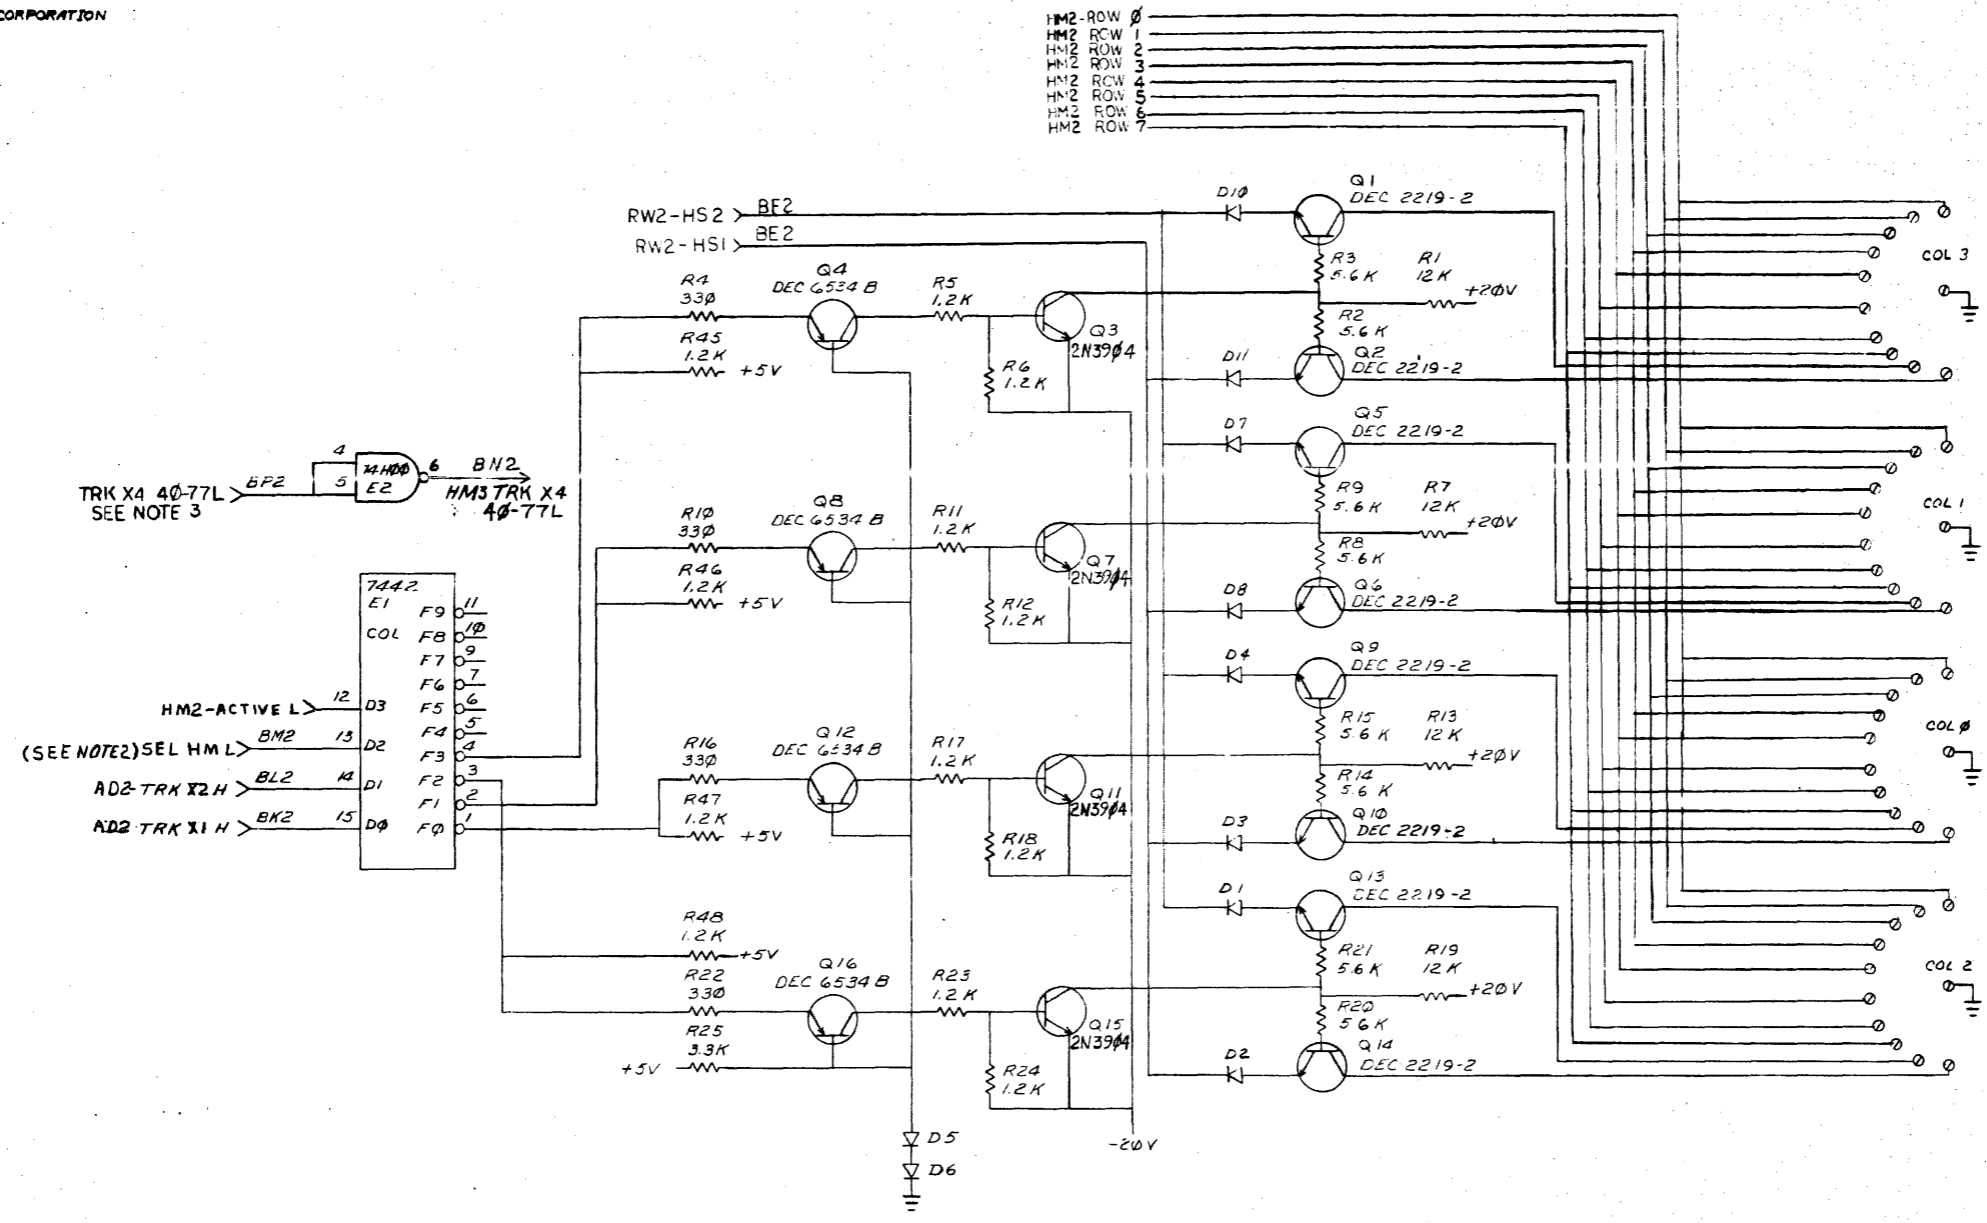 CORPORATION
HM2-ROW Ø
HM2 ROW 1
HM2 ROW 2
HM2 ROW 3
HM2 ROW 4
HM2 ROW 5
HM2 ROW 6
HM2 ROW 7
RW2-HS2 BE2
RW2-HS1 BE2
D1Ø
Q1
DEC 2219-2
R3
5.6K
R1
12K
+2ØV
R2
5.6K
D11
Q2
DEC 2219-2
COL 3
R4
33Ø
Q4
DEC 6534 B
R5
1.2K
Q3
2N39Ø4
R45
1.2K
+5V
R6
1.2K
D7
Q5
DEC 2219-2
R9
5.6K
R7
12K
+2ØV
R8
5.6K
D8
Q6
DEC 2219-2
COL 1
TRK X4 4Ø-77L
SEE NOTE 3
BP2
4
5
74HØØ
E2
6
BN2
HM3 TRK X4
4Ø-77L
R1Ø
33Ø
Q8
DEC 6534 B
R11
1.2K
Q7
2N39Ø4
R46
1.2K
+5V
R12
1.2K
7442
E1
COL
F9 11
F8 1Ø
F7 9
F6 7
F5 6
F4 5
F3 4
F2 3
F1 2
FØ 1
HM2-ACTIVE L 12 D3
(SEE NOTE2) SEL HM L BM2 13 D2
AD2-TRK X2 H BL2 14 D1
AD2-TRK X1 H BK2 15 DØ
D4
Q9
DEC 2219-2
R15
5.6K
R13
12K
+2ØV
R14
5.6K
D3
Q1Ø
DEC 2219-2
COL Ø
R16
33Ø
Q12
DEC 6534 B
R17
1.2K
Q11
2N39Ø4
R47
1.2K
+5V
R18
1.2K
D1
Q13
DEC 2219-2
R21
5.6K
R19
12K
+2ØV
R2Ø
5.6K
D2
Q14
DEC 2219-2
COL 2
R48
1.2K
+5V
R22
33Ø
Q16
DEC 6534 B
R23
1.2K
Q15
2N39Ø4
R25
3.3K
+5V
R24
1.2K
-2ØV
D5
D6